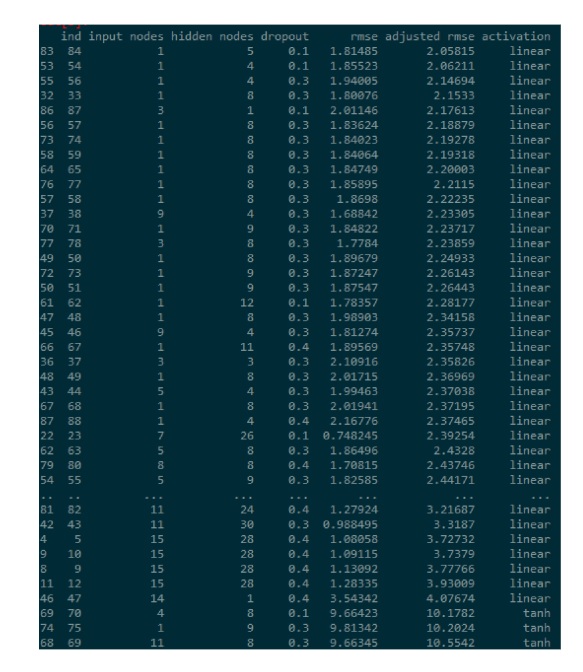 ind input nodes hidden nodes dropout rmse adjusted rmse activation
83 84 1 5 0.1 1.81485 2.05815 linear
53 54 1 4 0.1 1.85523 2.06211 linear
55 56 1 4 0.3 1.94005 2.14694 linear
32 33 1 8 0.3 1.80076 2.1533 linear
86 87 3 1 0.1 2.01146 2.17613 linear
56 57 1 8 0.3 1.83624 2.18879 linear
73 74 1 8 0.3 1.84023 2.19278 linear
58 59 1 8 0.3 1.84064 2.19318 linear
64 65 1 8 0.3 1.84749 2.20003 linear
76 77 1 8 0.3 1.85895 2.2115 linear
57 58 1 8 0.3 1.8698 2.22235 linear
37 38 9 4 0.3 1.68842 2.23305 linear
70 71 1 9 0.3 1.84822 2.23717 linear
77 78 3 8 0.3 1.7784 2.23859 linear
49 50 1 8 0.3 1.89679 2.24933 linear
72 73 1 9 0.3 1.87247 2.26143 linear
50 51 1 9 0.3 1.87547 2.26443 linear
61 62 1 12 0.1 1.78357 2.28177 linear
47 48 1 8 0.3 1.98903 2.34158 linear
45 46 9 4 0.3 1.81274 2.35737 linear
66 67 1 11 0.4 1.89569 2.35748 linear
36 37 3 3 0.3 2.10916 2.35826 linear
48 49 1 8 0.3 2.01715 2.36969 linear
43 44 5 4 0.3 1.99463 2.37038 linear
67 68 1 8 0.3 2.01941 2.37195 linear
87 88 1 4 0.4 2.16776 2.37465 linear
22 23 7 26 0.1 0.748245 2.39254 linear
62 63 5 8 0.3 1.86496 2.4328 linear
79 80 8 8 0.4 1.70815 2.43746 linear
54 55 5 9 0.3 1.82585 2.44171 linear
.. .. ... ... ... ... ... ...
81 82 11 24 0.4 1.27924 3.21687 linear
42 43 11 30 0.3 0.988495 3.3187 linear
4 5 15 28 0.4 1.08058 3.72732 linear
9 10 15 28 0.4 1.09115 3.7379 linear
8 9 15 28 0.4 1.13092 3.77766 linear
11 12 15 28 0.4 1.28335 3.93009 linear
46 47 14 1 0.4 3.54342 4.07674 linear
69 70 4 8 0.1 9.66423 10.1782 tanh
74 75 1 9 0.3 9.81342 10.2024 tanh
68 69 11 8 0.3 9.66345 10.5542 tanh